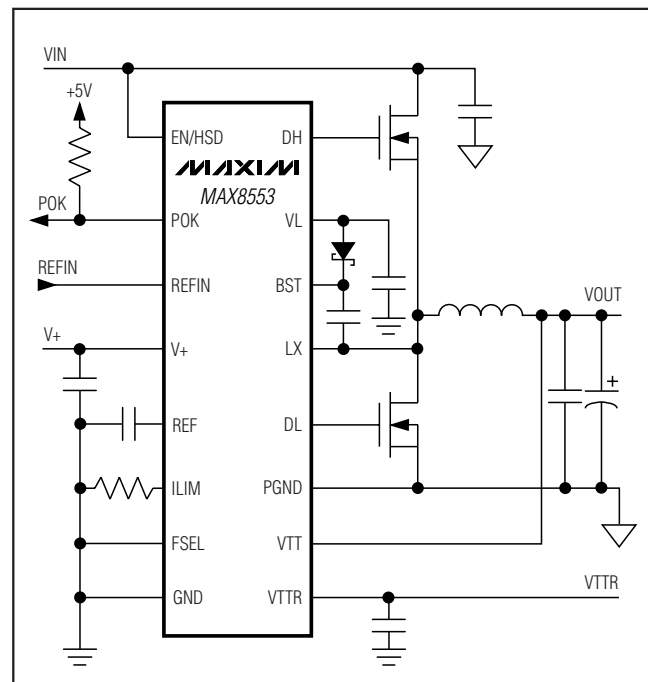 VIN
+5V
EN/HSD DH
MAXIM
MAX8553
POK
POK VL
REFIN
REFIN BST
VOUT
V+
V+ LX
+
REF DL
ILIM PGND
FSEL VTT
GND VTTR
VTTR